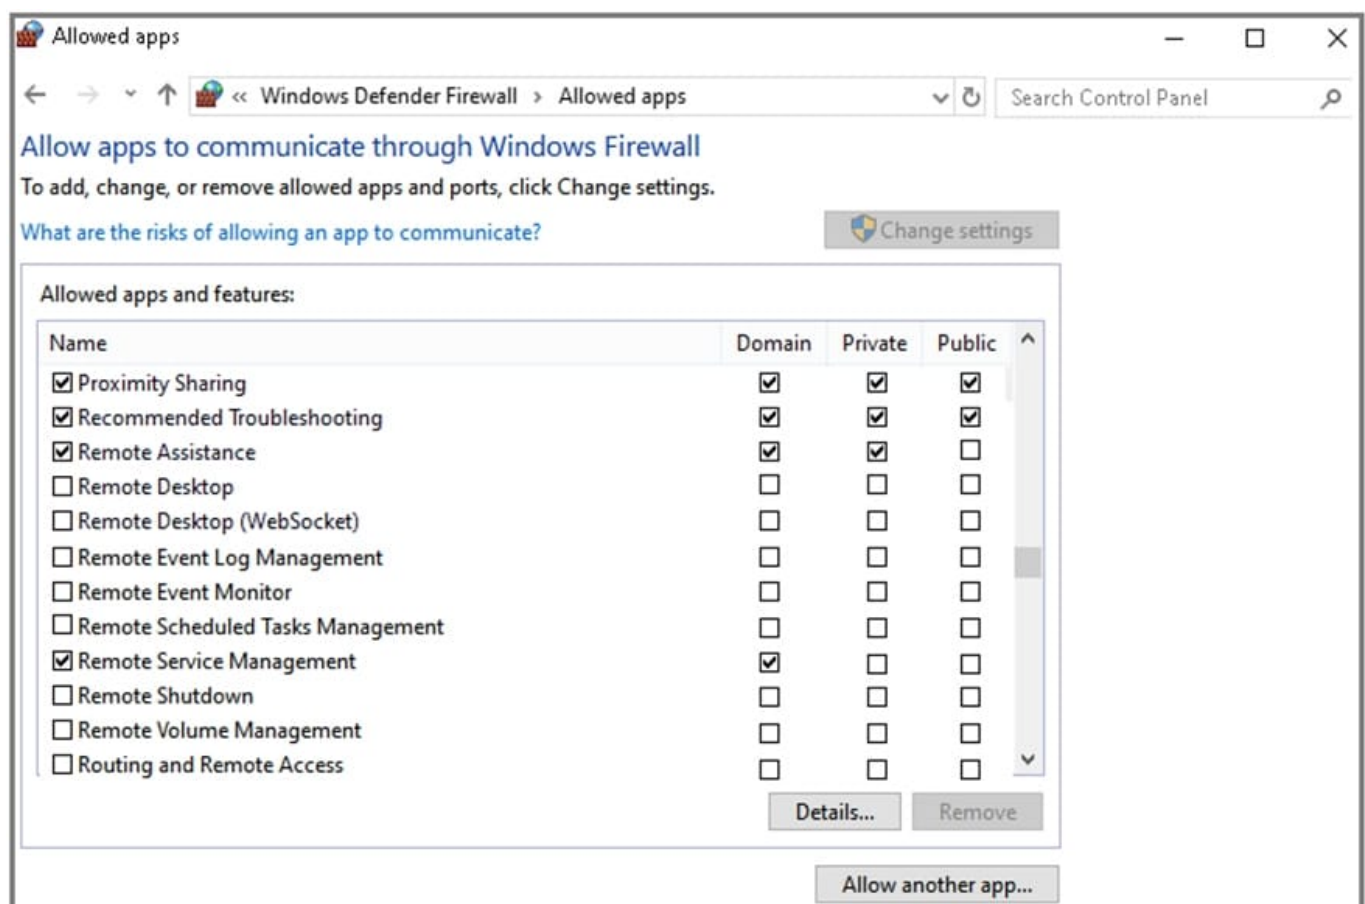 Allowed apps
« Windows Defender Firewall › Allowed apps
Search Control Panel
Allow apps to communicate through Windows Firewall
To add, change, or remove allowed apps and ports, click Change settings.
What are the risks of allowing an app to communicate?
Change settings
Allowed apps and features:
Name Domain Private Public
Proximity Sharing
Recommended Troubleshooting
Remote Assistance
Remote Desktop
Remote Desktop (WebSocket)
Remote Event Log Management
Remote Event Monitor
Remote Scheduled Tasks Management
Remote Service Management
Remote Shutdown
Remote Volume Management
Routing and Remote Access
Details... Remove
Allow another app...